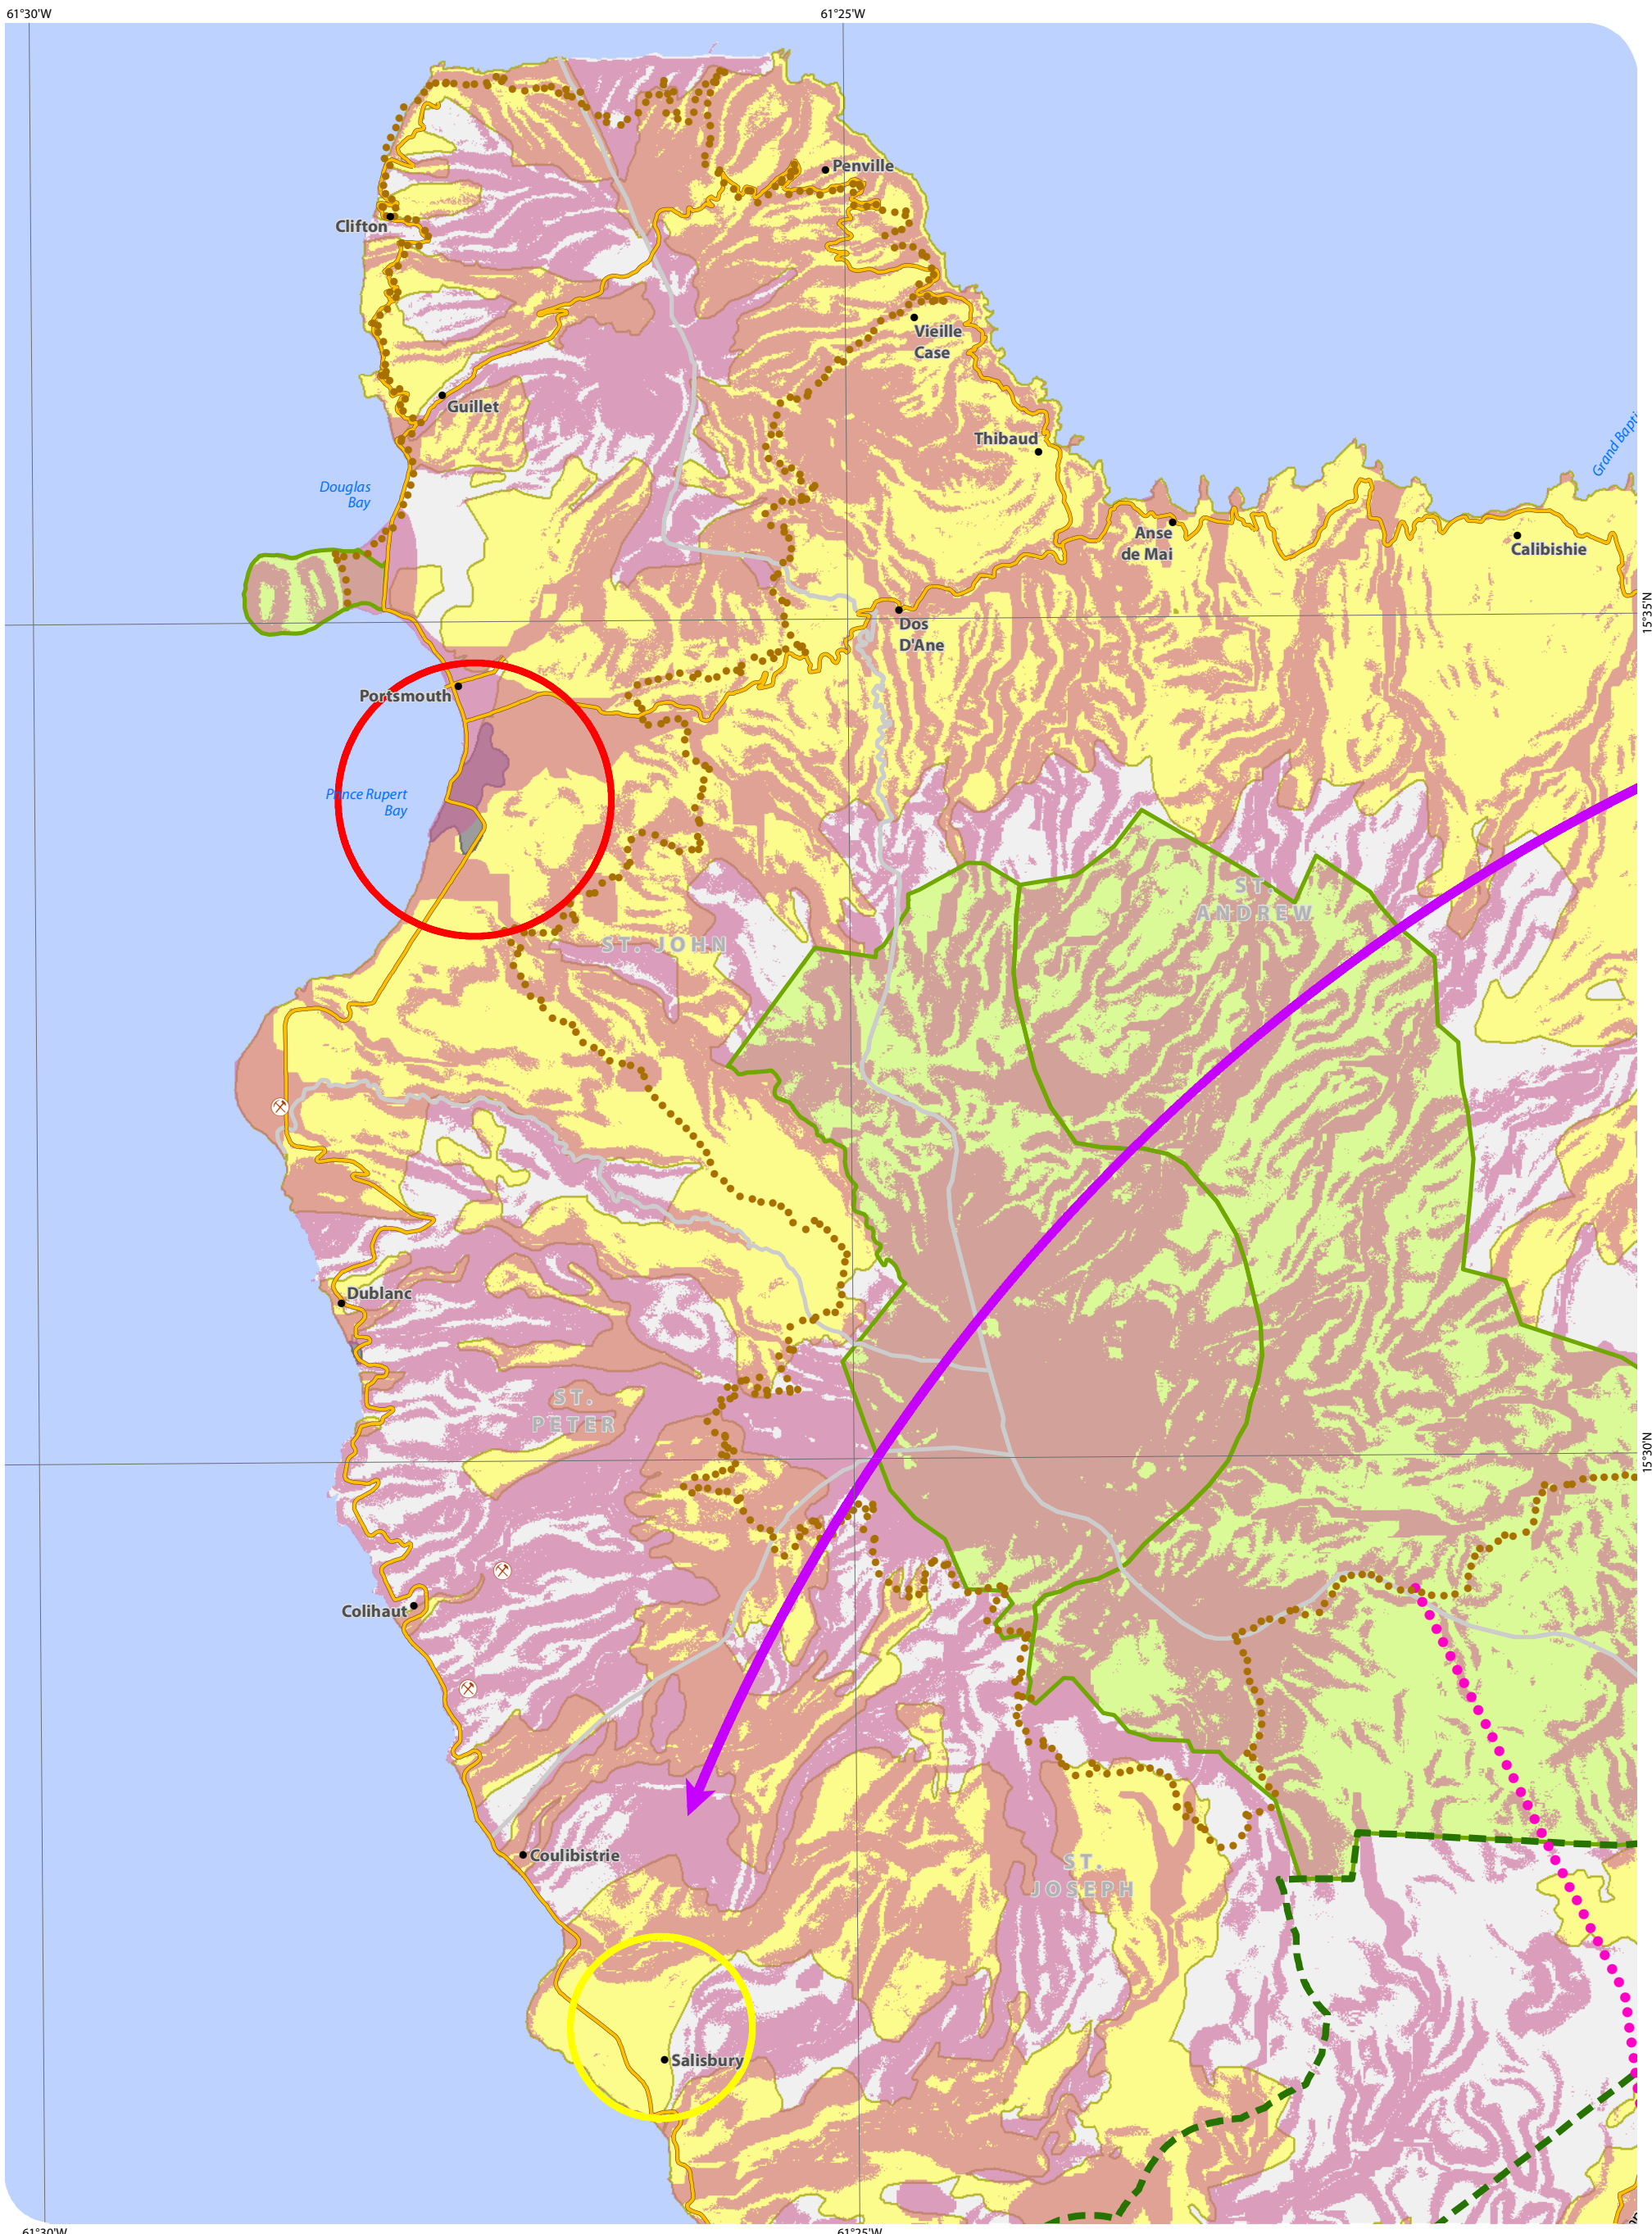 61°30'W
61°25'W
Penville
Clifton
Vieille
Case
Guillet
Thibaud
Grand Bapti
Douglas
Bay
Anse
de Mai
Calibishie
15°35'N
Dos
D'Ane
Portsmouth
Prince Rupert
Bay
ST.
ANDREW
ST. JOHN
Dublanc
ST.
PETER
15°30'N
Colihaut
Coulibistrie
ST.
JOSEPH
Salisbury
61°30'W
61°25'W